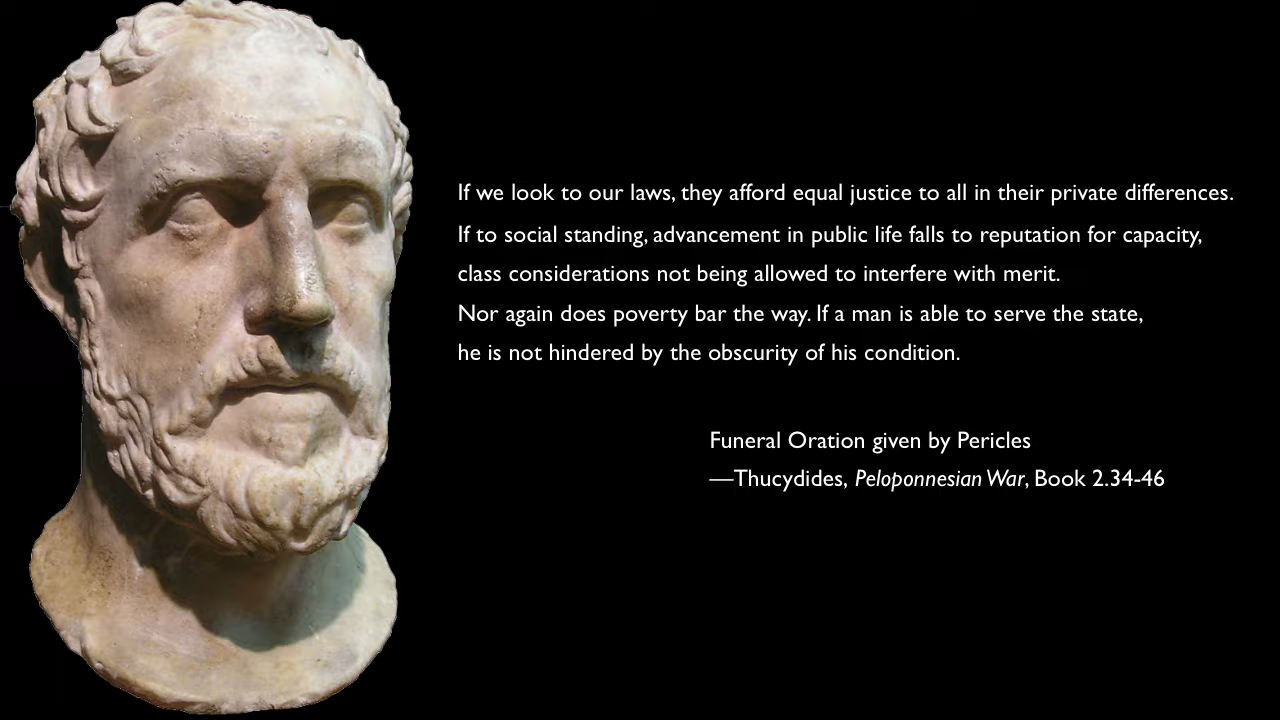 If we look to our laws, they afford equal justice to all in their private differences.
If to social standing, advancement in public life falls to reputation for capacity,
class considerations not being allowed to interfere with merit.
Nor again does poverty bar the way. If a man is able to serve the state,
he is not hindered by the obscurity of his condition.
Funeral Oration given by Pericles
—Thucydides, Peloponnesian War, Book 2.34-46